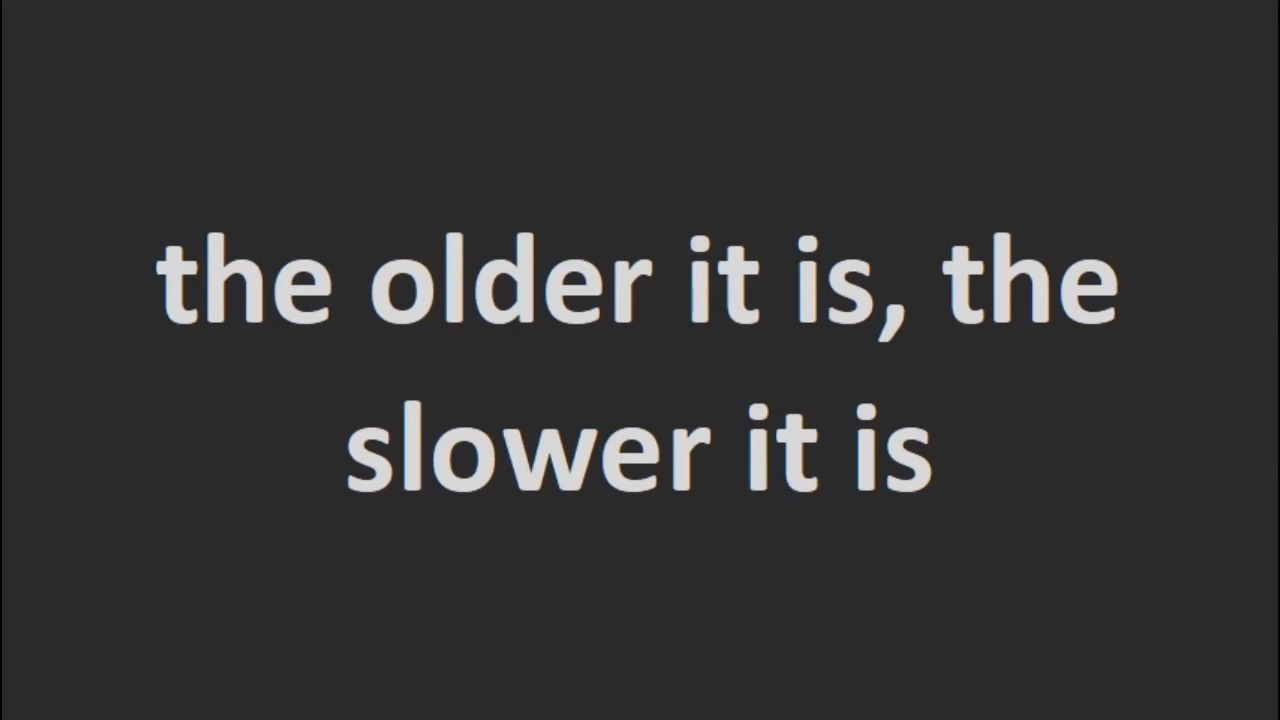 the older it is, the
slower it is